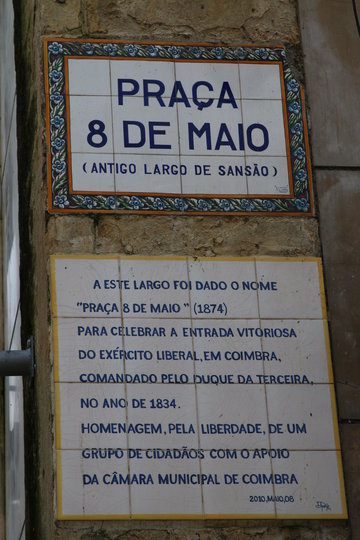 PRAÇA
8 DE MAIO
(ANTIGO LARGO DE SANSÃO)
A ESTE LARGO FOI DADO O NOME
"PRAÇA 8 DE MAIO" (1874)
PARA CELEBRAR A ENTRADA VITORIOSA
DO EXÉRCITO LIBERAL, EM COIMBRA,
COMANDADO PELO DUQUE DA TERCEIRA,
NO ANO DE 1834.
HOMENAGEM, PELA LIBERDADE, DE UM
GRUPO DE CIDADÃOS COM O APOIO
DA CÂMARA MUNICIPAL DE COIMBRA
2010, MAIO, 08